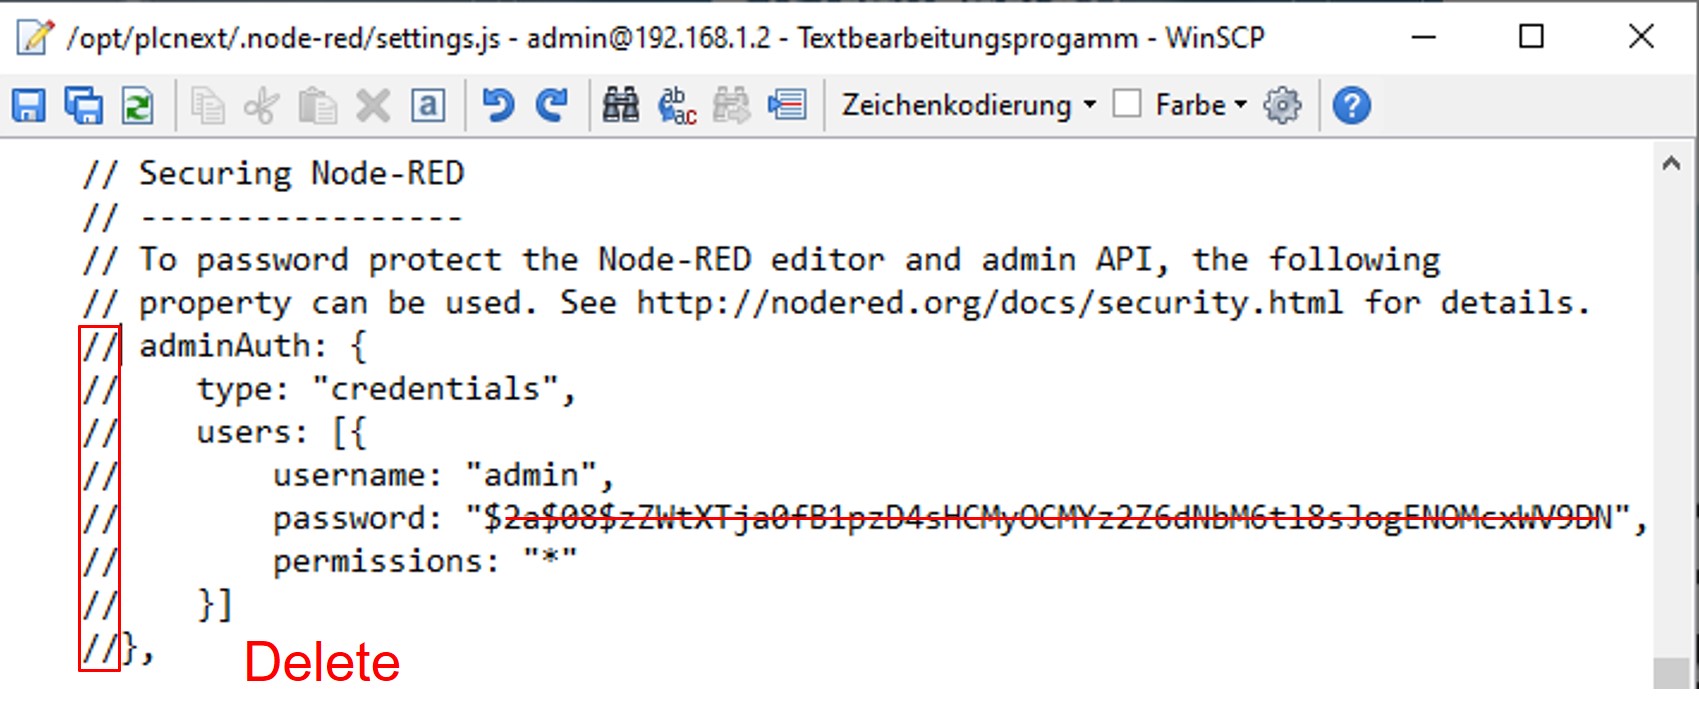 /opt/plcnext/.node-red/settings.js - admin@192.168.1.2 - Textbearbeitungsprogamm - WinSCP
Zeichenkodierung Farbe
// Securing Node-RED
// -----------------
// To password protect the Node-RED editor and admin API, the following
// property can be used. See http://nodered.org/docs/security.html for details.
// adminAuth: {
//    type: "credentials",
//    users: [{
//        username: "admin",
//        password: "$2a$08$zZWtXTja0fB1pzD4sHCMyOCMYz2Z6dNbM6tl8sJogENOMcxWV9DN",
//        permissions: "*"
//    }]
//},
Delete